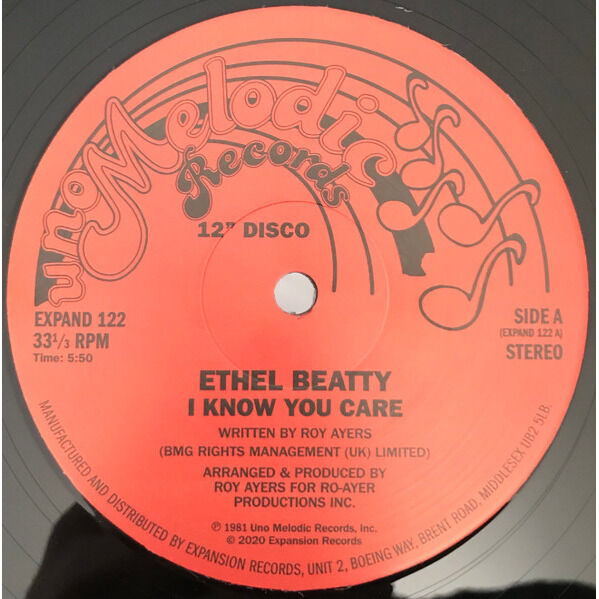 uno Melodic
Records
12" DISCO
EXPAND 122
33⅓ RPM
Time: 5:50
SIDE A
(EXPAND 122 A)
STEREO
ETHEL BEATTY
I KNOW YOU CARE
WRITTEN BY ROY AYERS
(BMG RIGHTS MANAGEMENT (UK) LIMITED)
ARRANGED & PRODUCED BY
ROY AYERS FOR RO-AYER
PRODUCTIONS INC.
℗ 1981 Uno Melodic Records, Inc.
© 2020 Expansion Records
MANUFACTURED AND DISTRIBUTED BY EXPANSION RECORDS, UNIT 2, BOEING WAY, BRENT ROAD, MIDDLESEX UB2 5LB.